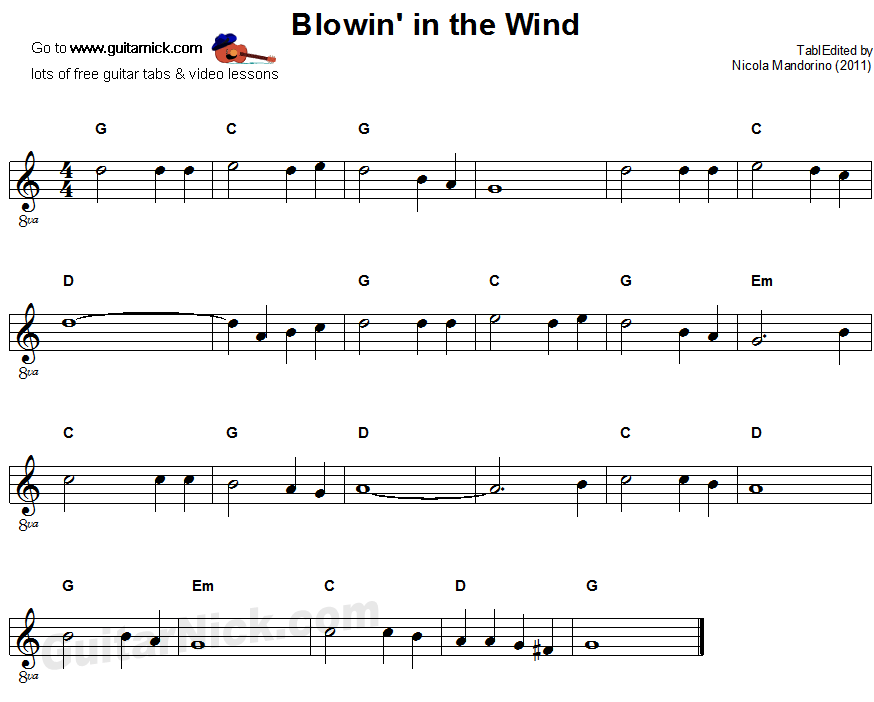 Blowin' in the Wind
Go to www.guitarnick.com
lots of free guitar tabs & video lessons
TablEdited by
Nicola Mandorino (2011)
G C G C
4
4
8va
D G C G Em
8va
C G D C D
8va
G Em C D G
GuitarNick.com
8va